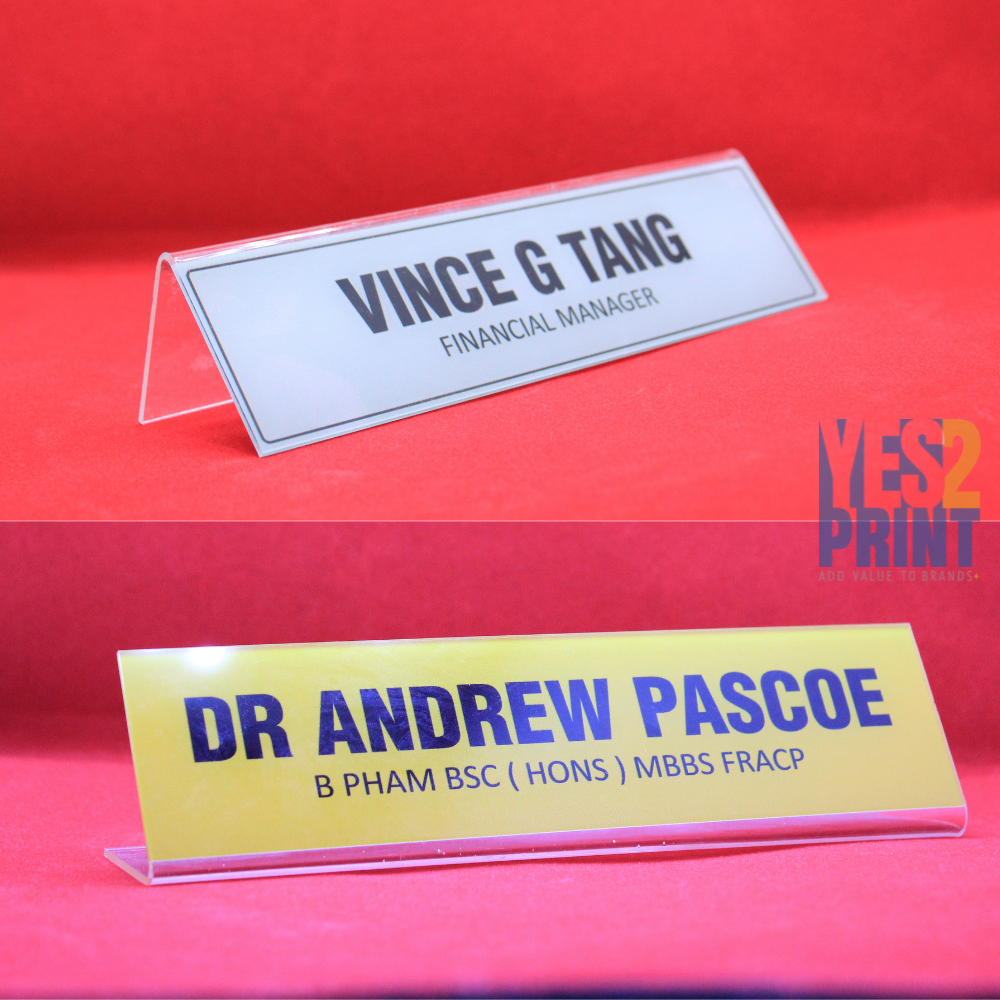 VINCE G TANG
FINANCIAL MANAGER
YES2
PRINT
ADD VALUE TO BRANDS+
DR ANDREW PASCOE
B PHAM BSC ( HONS ) MBBS FRACP